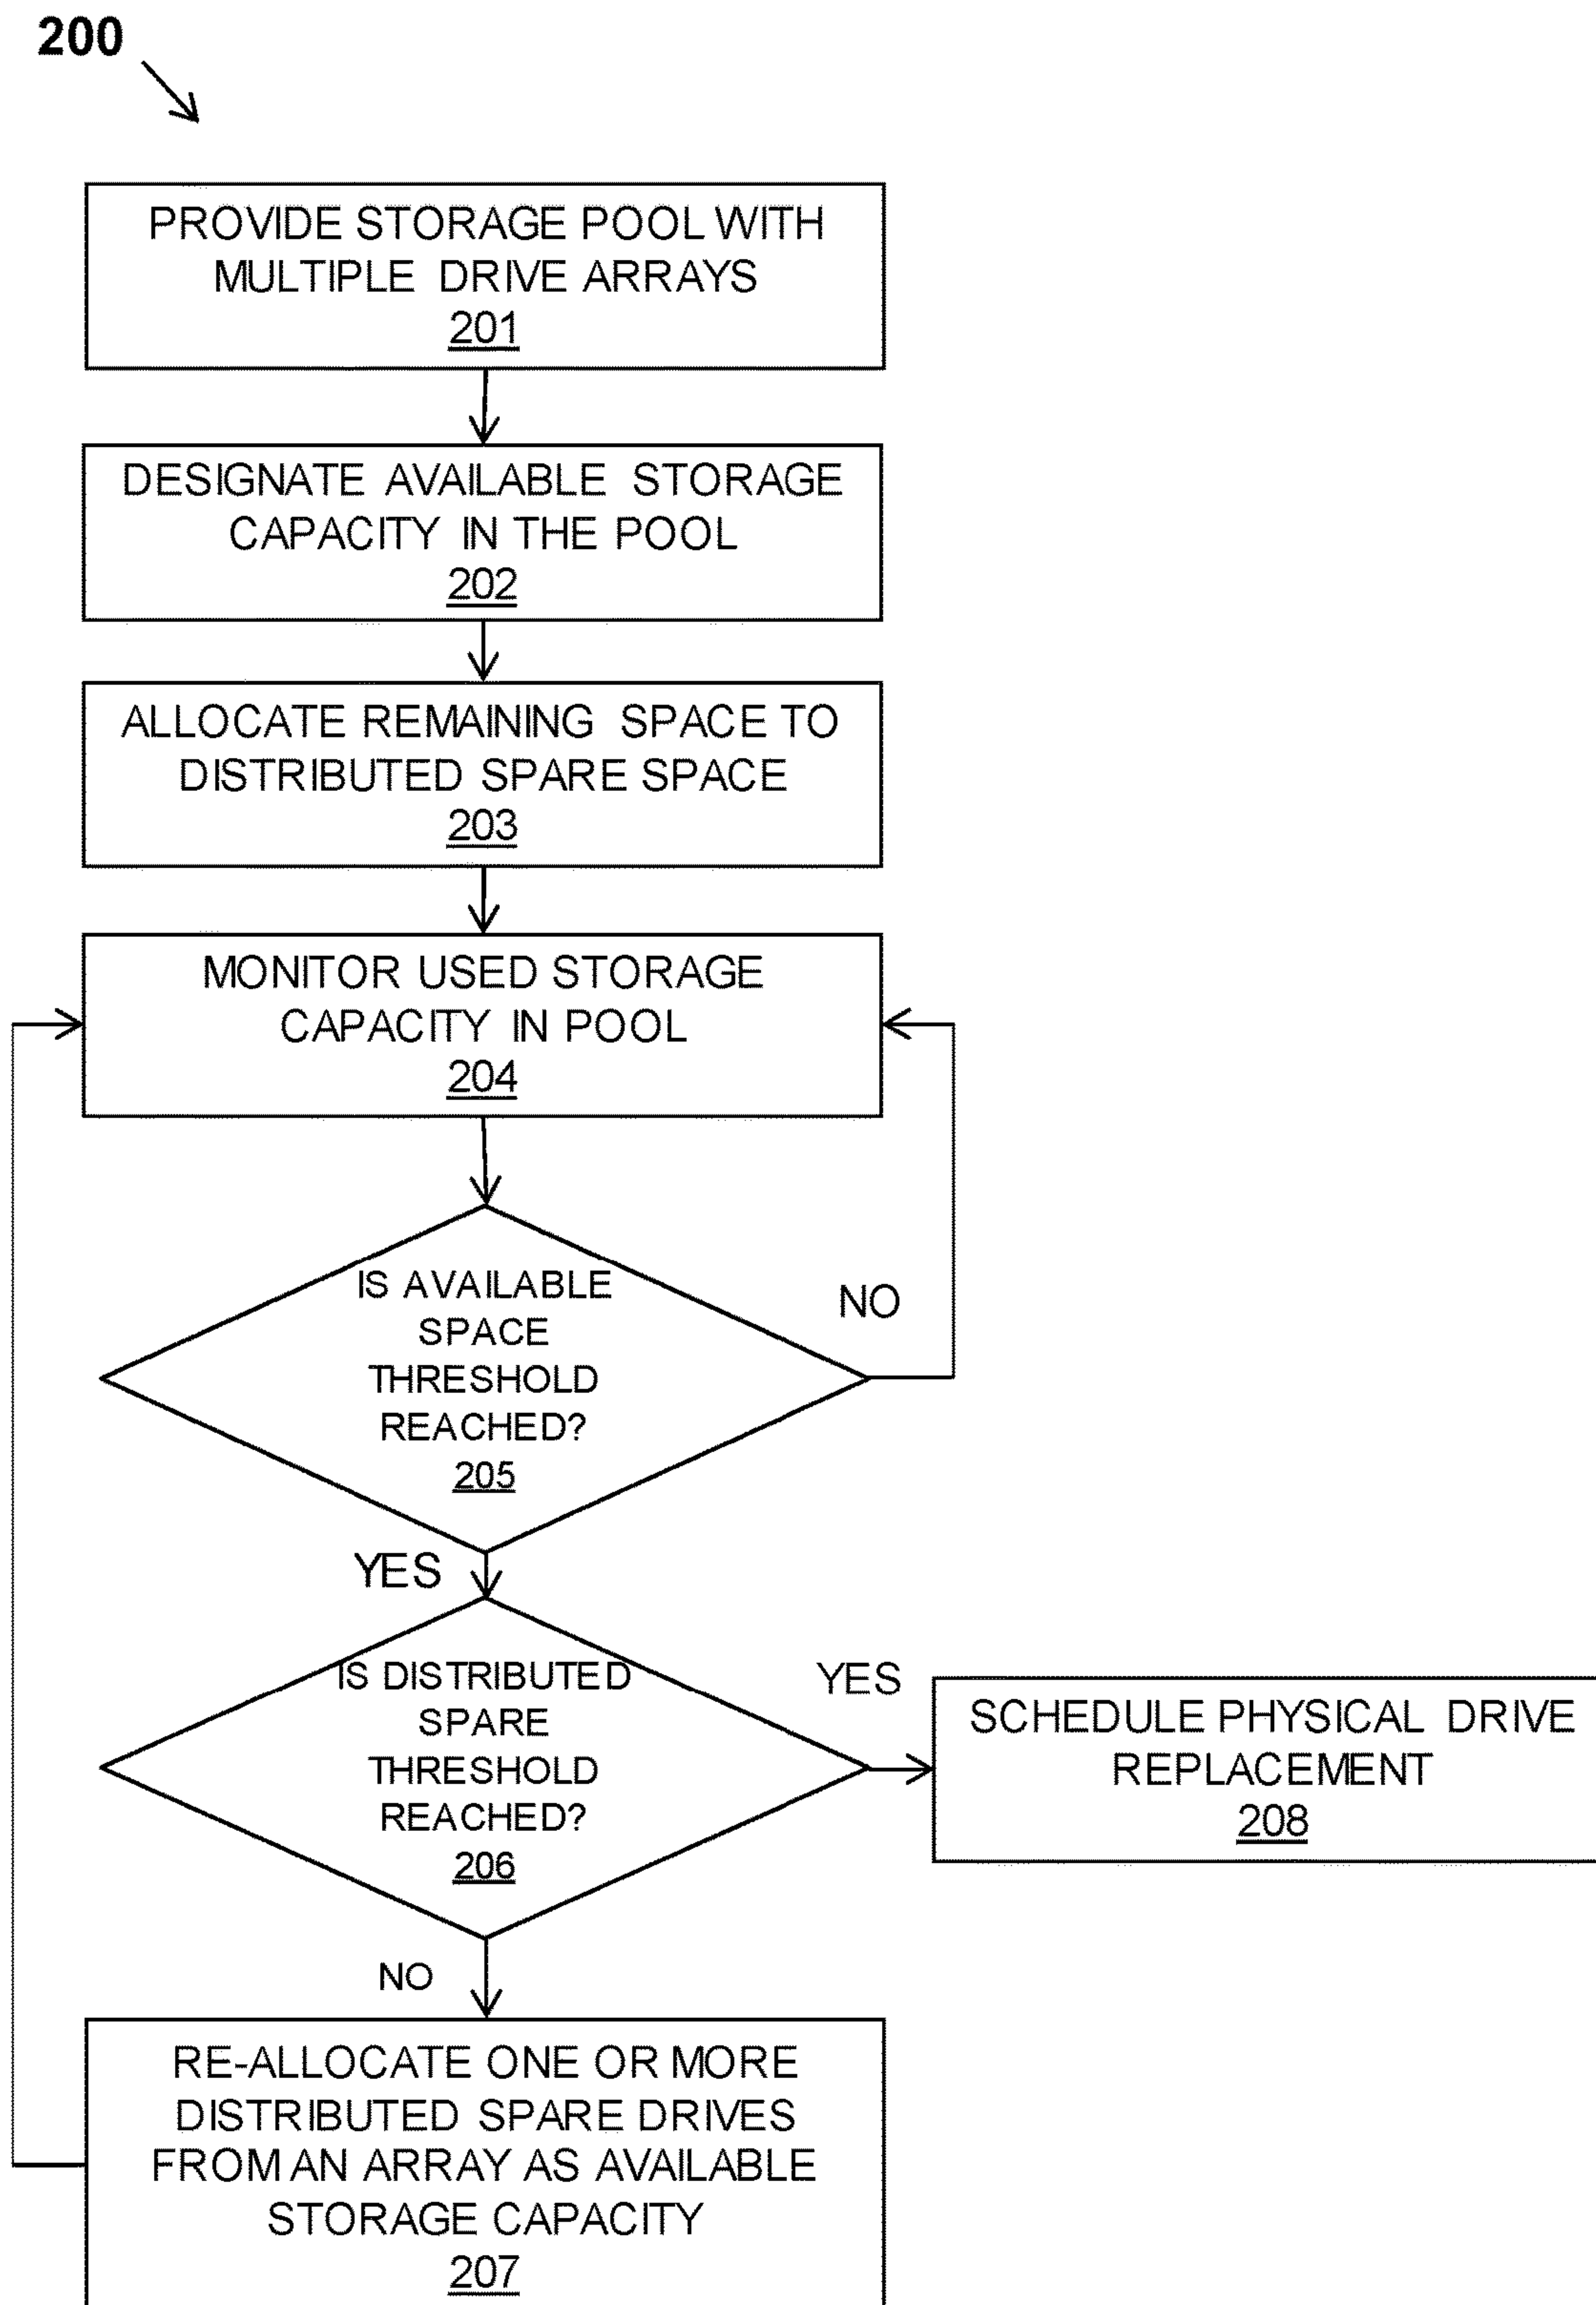 200
PROVIDE STORAGE POOL WITH
MULTIPLE DRIVE ARRAYS
201
DESIGNATE AVAILABLE STORAGE
CAPACITY IN THE POOL
202
ALLOCATE REMAINING SPACE TO
DISTRIBUTED SPARE SPACE
203
MONITOR USED STORAGE
CAPACITY IN POOL
204
IS AVAILABLE
SPACE
THRESHOLD
REACHED?
205
NO
YES
IS DISTRIBUTED
SPARE
THRESHOLD
REACHED?
206
YES
SCHEDULE PHYSICAL DRIVE
REPLACEMENT
208
NO
RE-ALLOCATE ONE OR MORE
DISTRIBUTED SPARE DRIVES
FROM AN ARRAY AS AVAILABLE
STORAGE CAPACITY
207